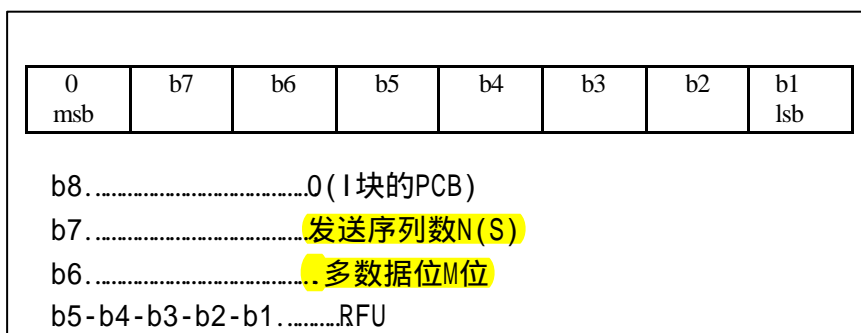 0 b7 b6 b5 b4 b3 b2 b1
msb lsb
b8...................................0(I块的PCB)
b7...................................发送序列数N(S)
b6...................................多数据位M位
b5-b4-b3-b2-b1...........RFU